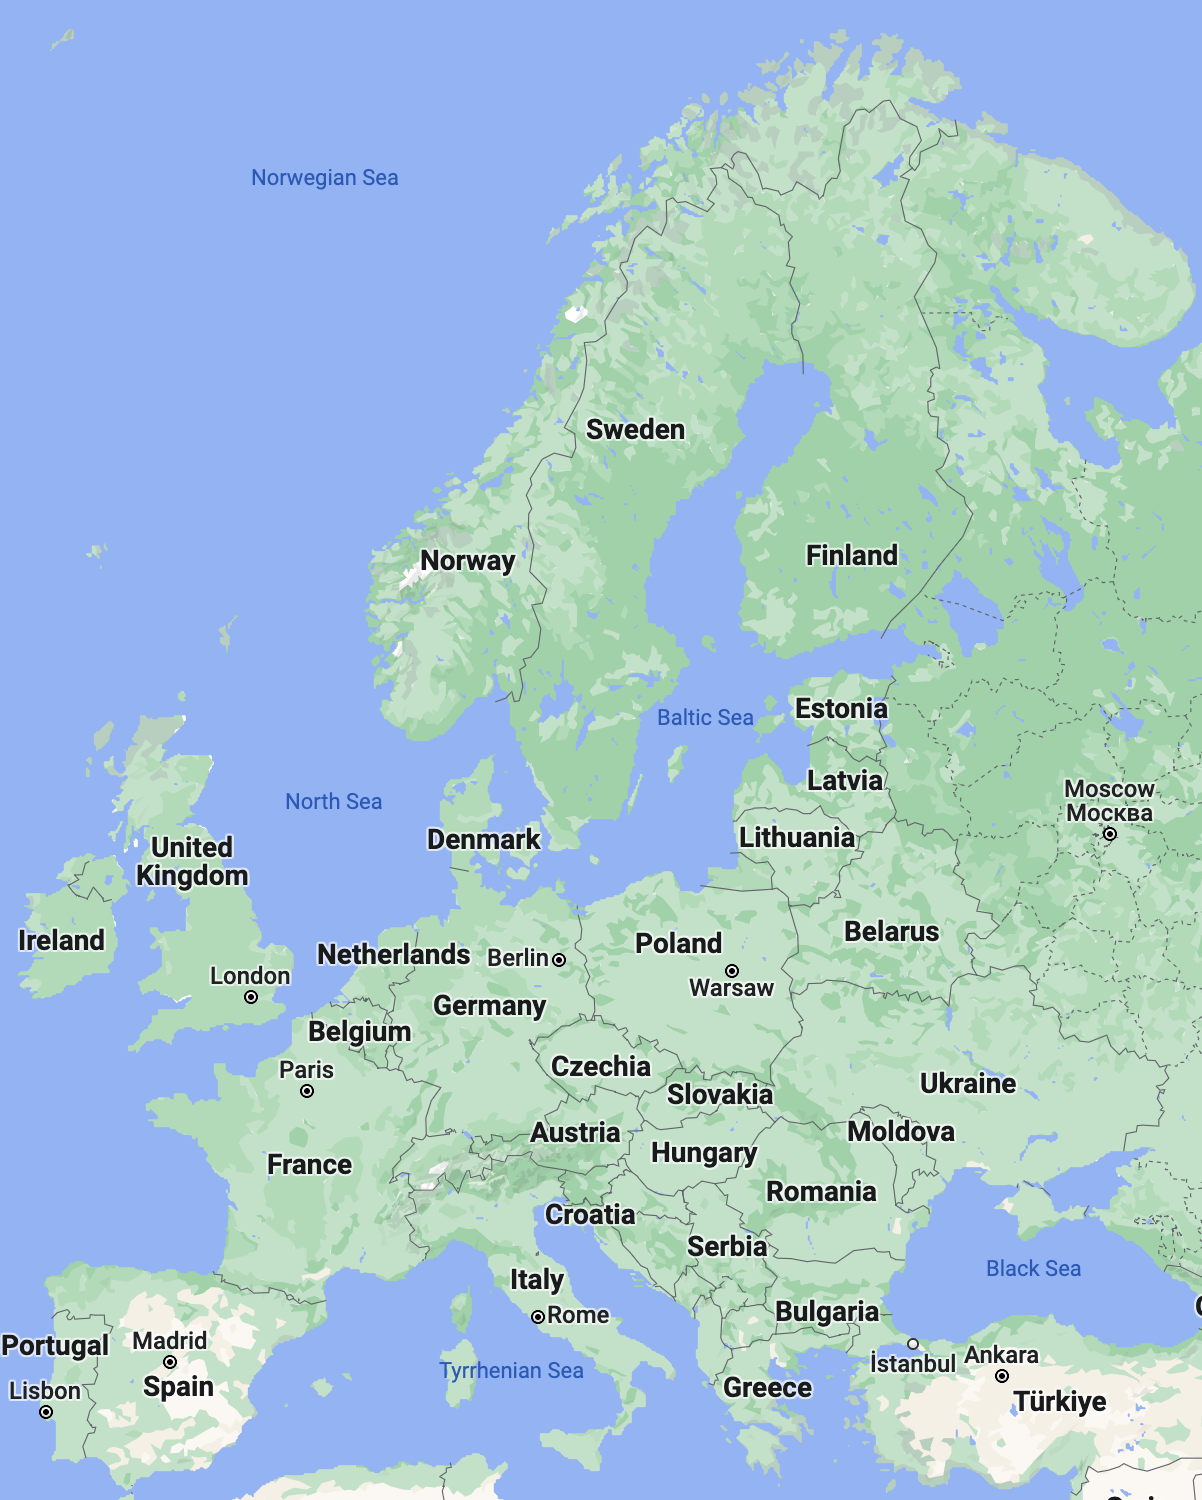 Norwegian Sea
Sweden
Norway
Finland
Baltic Sea
Estonia
Latvia
Moscow
Москва
North Sea
Denmark
Lithuania
United
Kingdom
Ireland
Netherlands
Berlin
Poland
Belarus
London
Warsaw
Germany
Belgium
Paris
Czechia
Slovakia
Ukraine
Austria
Moldova
France
Hungary
Romania
Croatia
Serbia
Black Sea
Italy
Rome
Bulgaria
Portugal
Madrid
İstanbul
Ankara
Tyrrhenian Sea
Spain
Lisbon
Greece
Türkiye